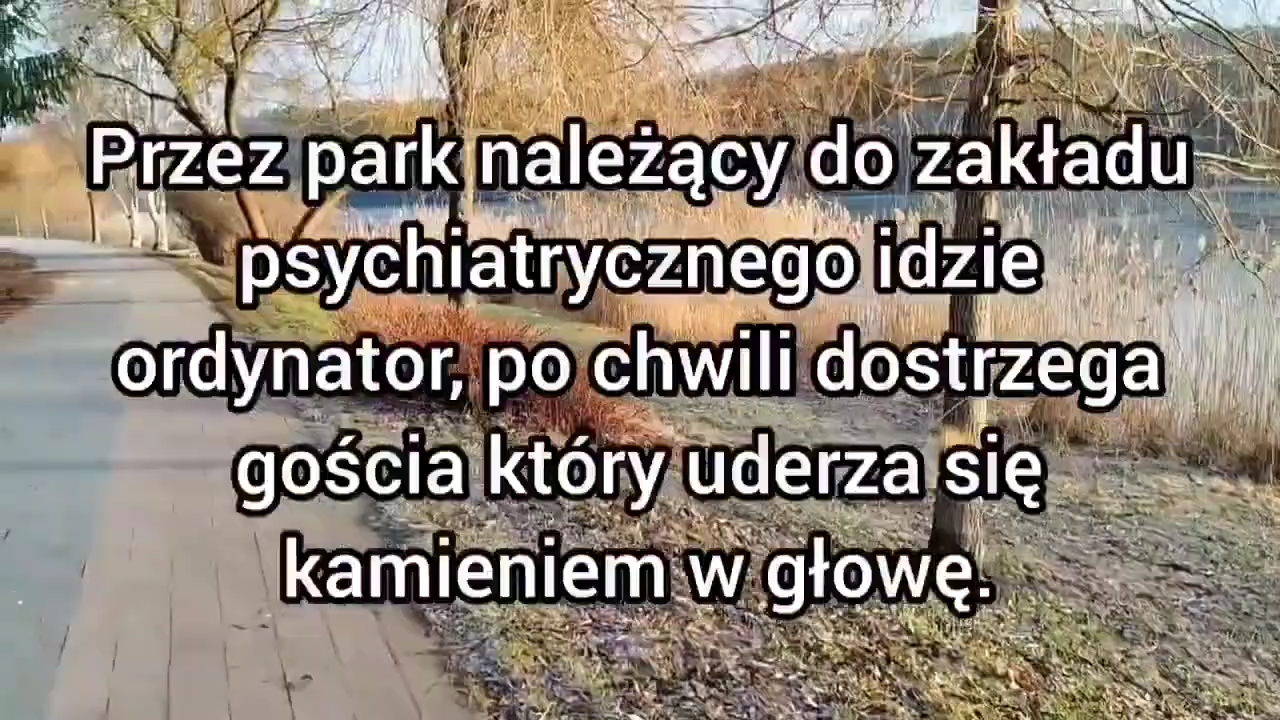 Przez park należący do zakładu
psychiatrycznego idzie
ordynator, po chwili dostrzega
gościa który uderza się
kamieniem w głowę.